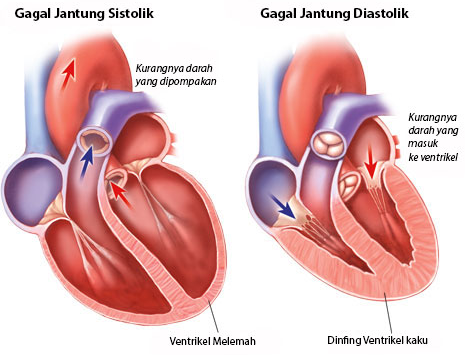 Gagal Jantung Sistolik
Kurangnya darah
yang dipompakan
Ventrikel Melemah
Gagal Jantung Diastolik
Kurangnya
darah yang
masuk
ke ventrikel
Dinfing Ventrikel kaku